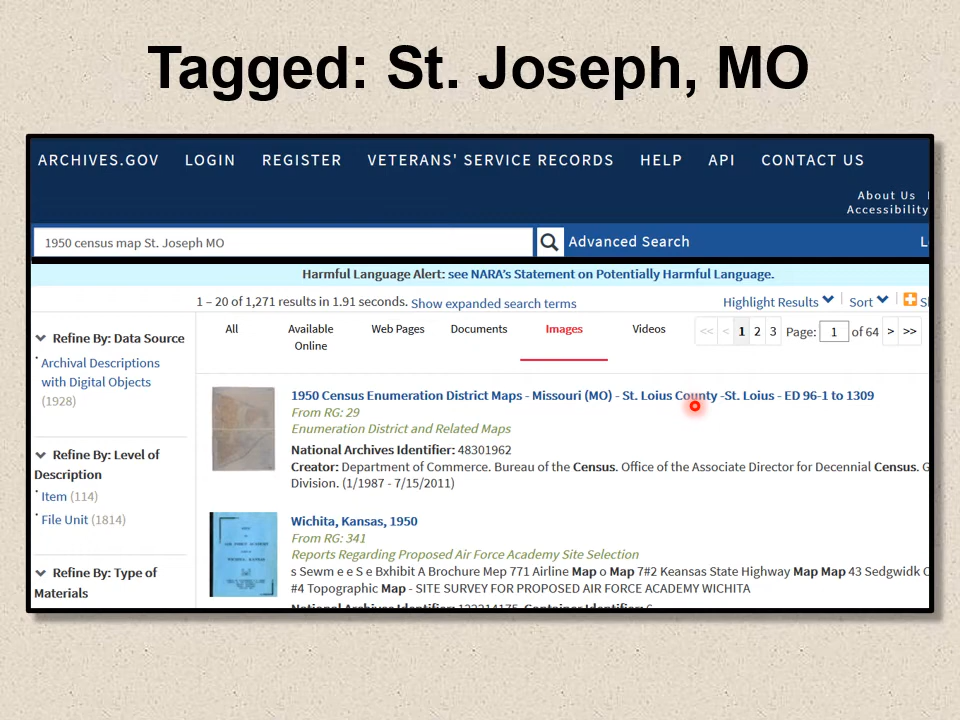 Tagged: St. Joseph, MO
ARCHIVES.GOV LOGIN REGISTER VETERANS' SERVICE RECORDS HELP API CONTACT US
About Us
Accessibility
1950 census map St. Joseph MO
Advanced Search
Harmful Language Alert: see NARA's Statement on Potentially Harmful Language.
1 – 20 of 1,271 results in 1.91 seconds. Show expanded search terms
Highlight Results Sort
All Available Online Web Pages Documents Images Videos << < 1 2 3 Page: 1 of 64 > >>
Refine By: Data Source
Archival Descriptions
with Digital Objects
(1928)
Refine By: Level of
Description
Item (114)
File Unit (1814)
Refine By: Type of
Materials
1950 Census Enumeration District Maps - Missouri (MO) - St. Loius County -St. Loius - ED 96-1 to 1309
From RG: 29
Enumeration District and Related Maps
National Archives Identifier: 48301962
Creator: Department of Commerce. Bureau of the Census. Office of the Associate Director for Decennial Census. G
Division. (1/1987 - 7/15/2011)
Wichita, Kansas, 1950
From RG: 341
Reports Regarding Proposed Air Force Academy Site Selection
s Sewm e e S e Bxhibit A Brochure Mep 771 Airline Map o Map 7#2 Keansas State Highway Map Map 43 Sedgwidk C
#4 Topographic Map - SITE SURVEY FOR PROPOSED AIR FORCE ACADEMY WICHITA